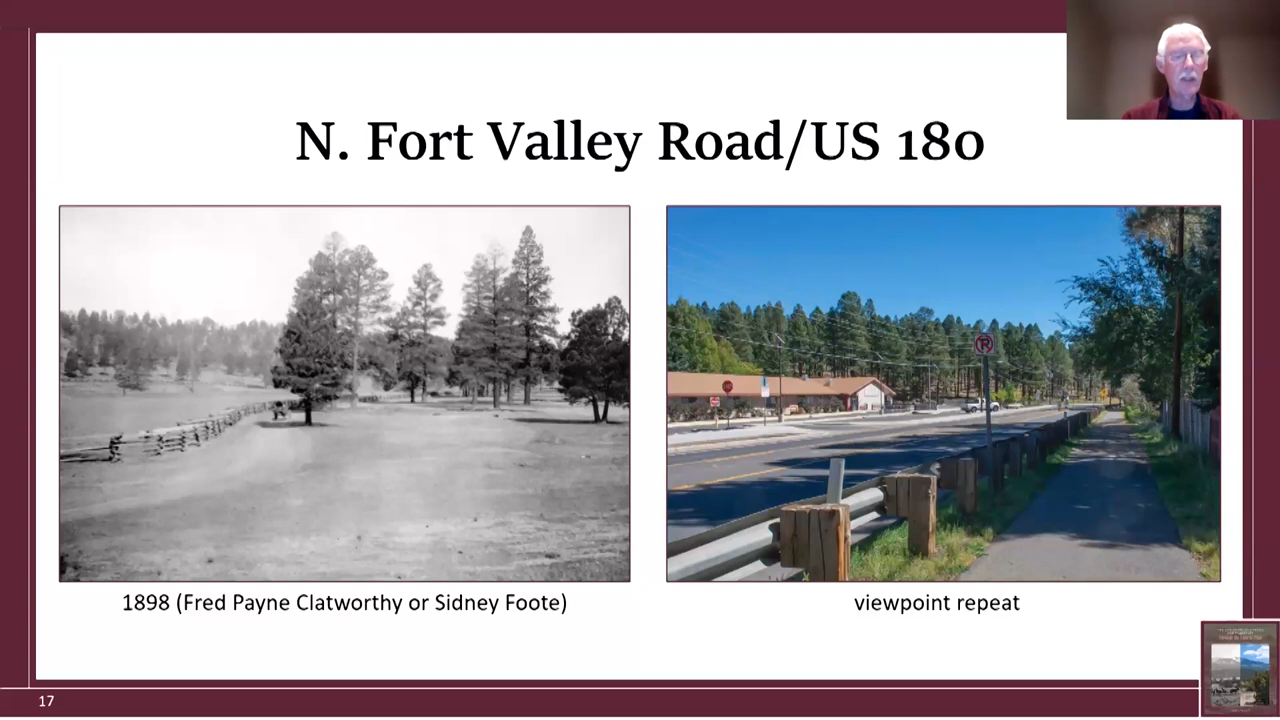 N. Fort Valley Road/US 180
1898 (Fred Payne Clatworthy or Sidney Foote)
viewpoint repeat
17